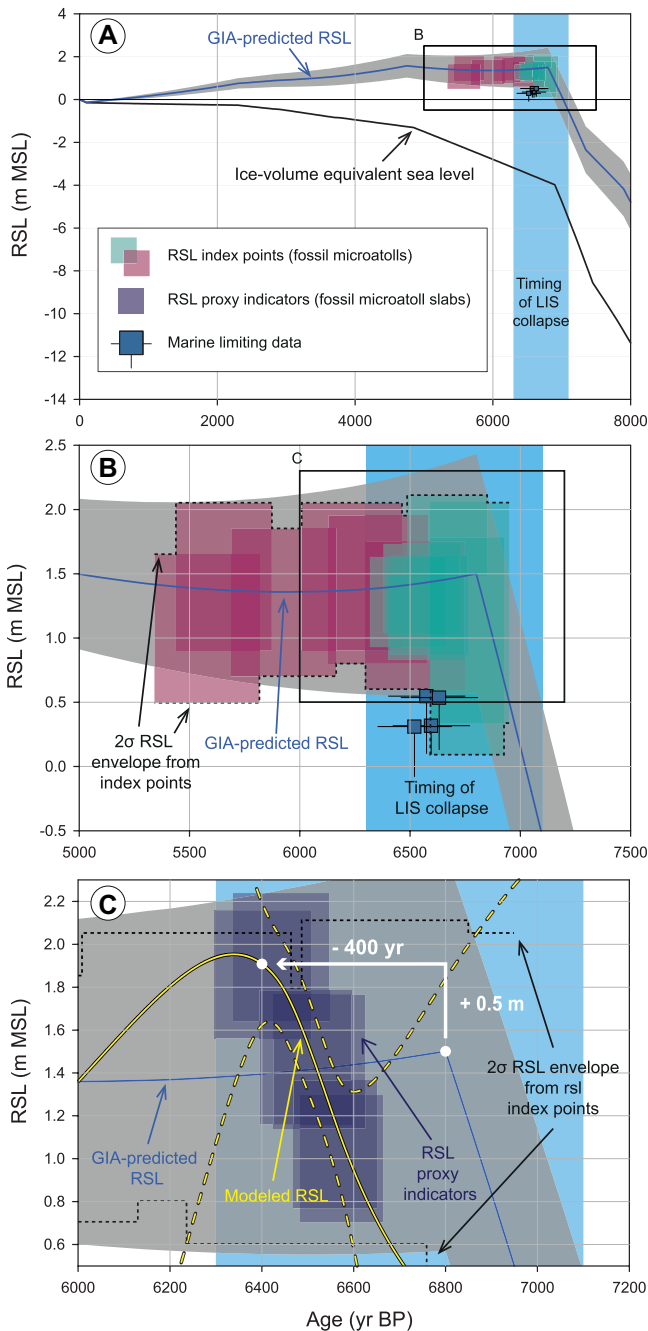 A
B
GIA-predicted RSL
4
2
0
-2
-4
-6
-8
-10
-12
-14
RSL (m MSL)
Ice-volume equivalent sea level
RSL index points (fossil microatolls)
RSL proxy indicators (fossil microatoll slabs)
Marine limiting data
Timing
of LIS
collapse
0
2000
4000
6000
8000
B
C
2.5
2.0
1.5
1.0
0.5
0.0
-0.5
RSL (m MSL)
2σ RSL
envelope from
index points
GIA-predicted RSL
Timing of
LIS collapse
5000
5500
6000
6500
7000
7500
C
2.2
2.0
1.8
1.6
1.4
1.2
1.0
0.8
0.6
RSL (m MSL)
- 400 yr
+ 0.5 m
2σ RSL envelope
from rsl
index points
GIA-predicted
RSL
Modeled RSL
RSL
proxy
indicators
6000
6200
6400
6600
6800
7000
7200
Age (yr BP)